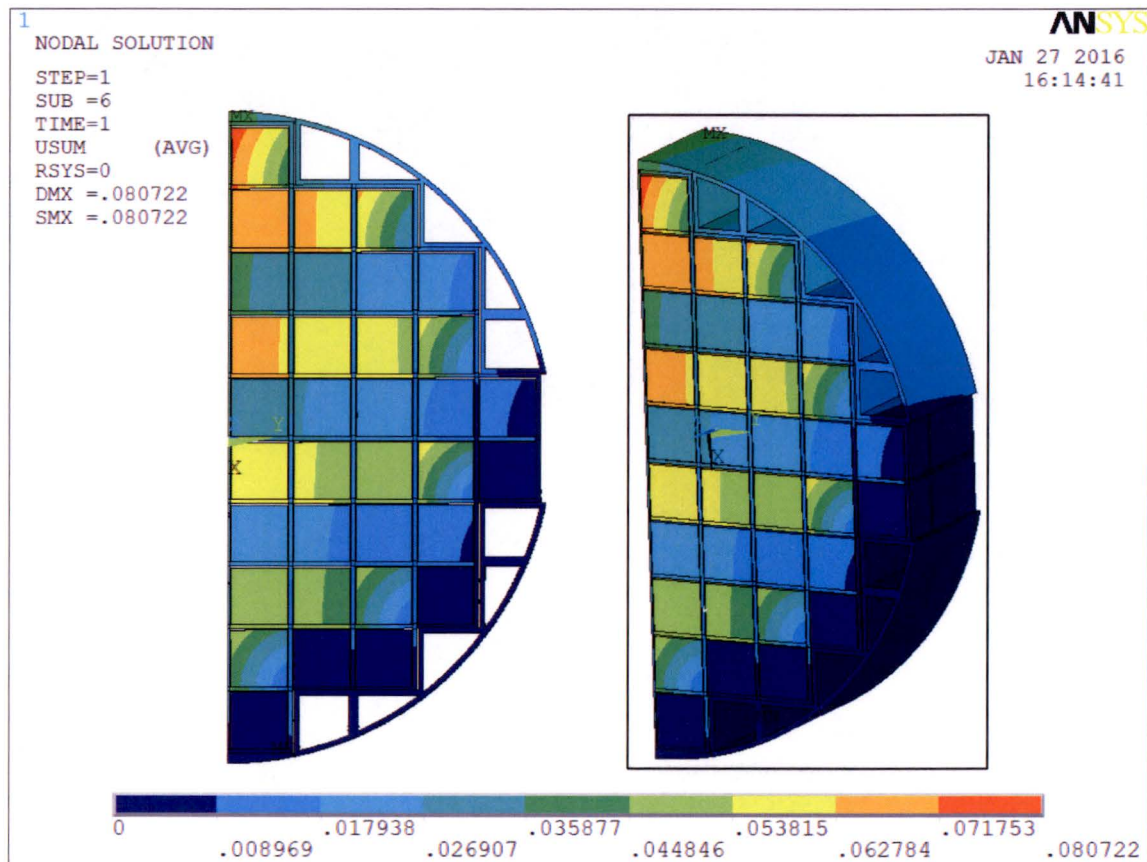 1
ANSYS
NODAL SOLUTION
JAN 27 2016
16:14:41
STEP=1
SUB =6
TIME=1
USUM (AVG)
RSYS=0
DMX =.080722
SMX =.080722
MX
MX
Y
X
X
0
.008969
.017938
.026907
.035877
.044846
.053815
.062784
.071753
.080722